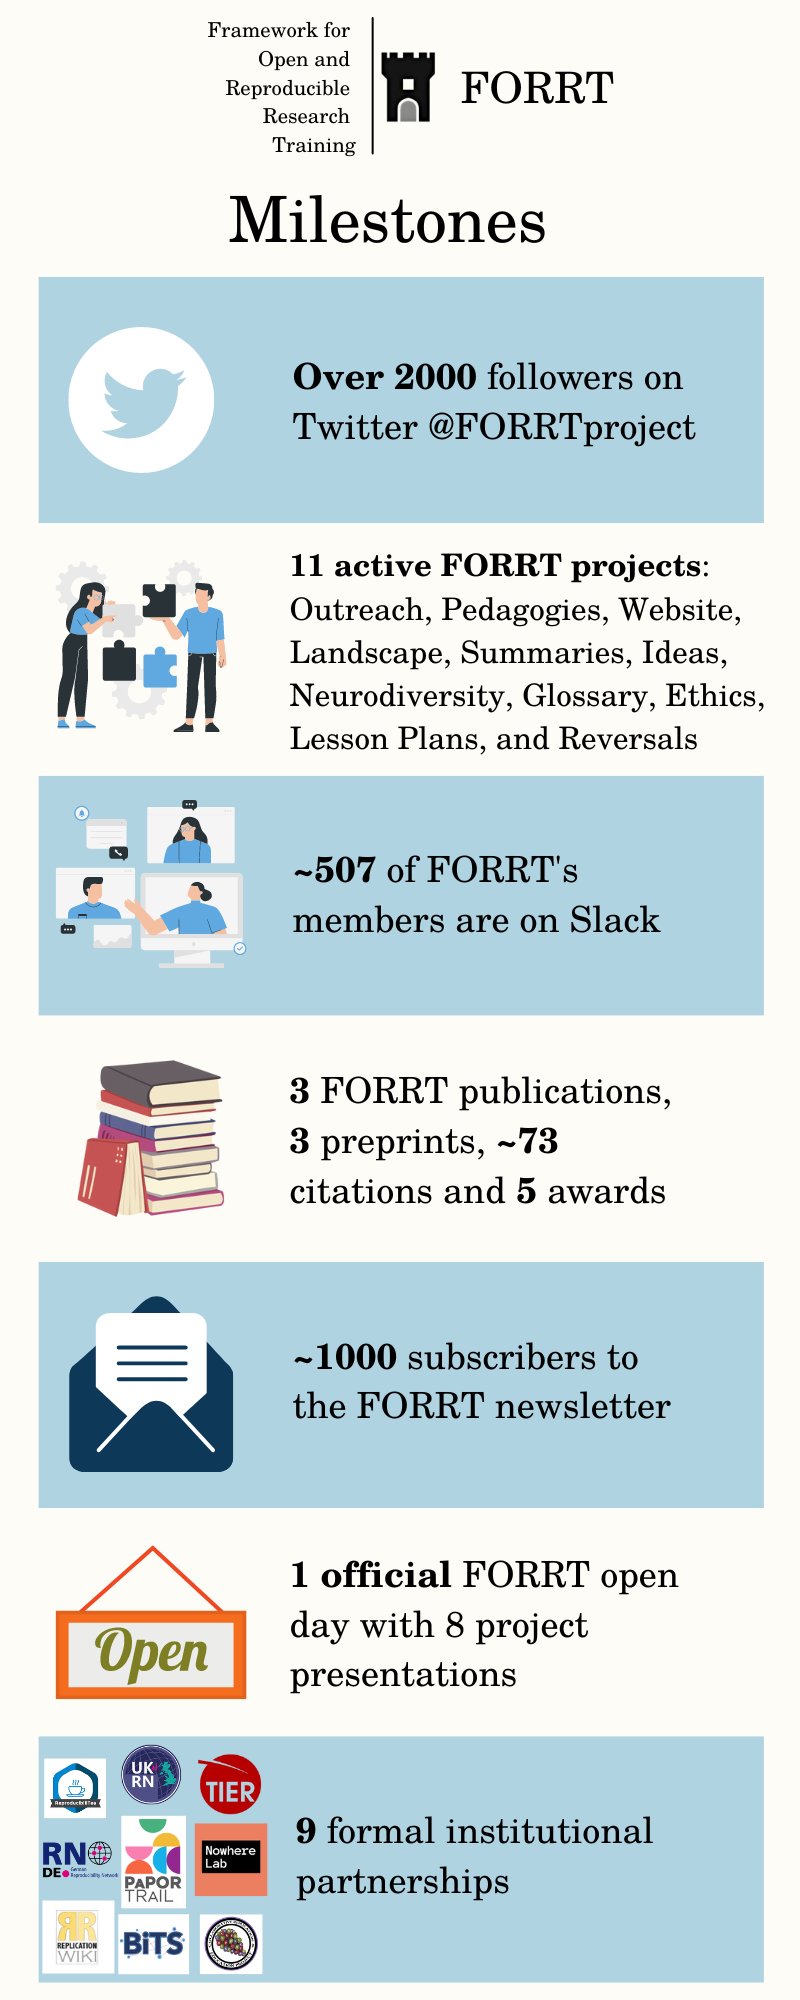 Framework for
Open and
Reproducible
Research
Training
FORRT
Milestones
Over 2000 followers on
Twitter @FORRTproject
11 active FORRT projects:
Outreach, Pedagogies, Website,
Landscape, Summaries, Ideas,
Neurodiversity, Glossary, Ethics,
Lesson Plans, and Reversals
~507 of FORRT's
members are on Slack
3 FORRT publications,
3 preprints, ~73
citations and 5 awards
~1000 subscribers to
the FORRT newsletter
Open
1 official FORRT open
day with 8 project
presentations
ReproducibiliTea
UK
RN
TIER
RN
DE
German
Reproducibility Network
PAPOR
TRAIL
Nowhere
Lab
RR
REPLICATION
WIKI
BiTS
9 formal institutional
partnerships